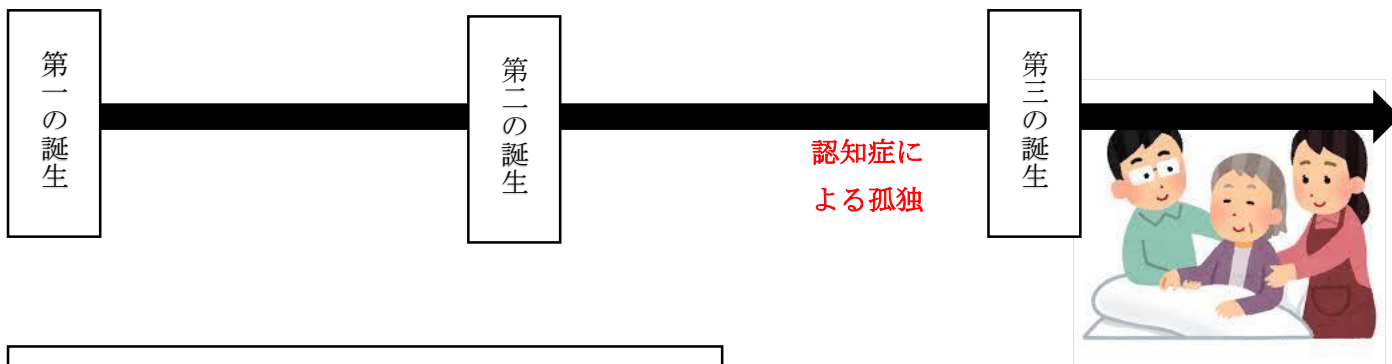 第一の誕生
第二の誕生
認知症に
よる孤独
第三の誕生